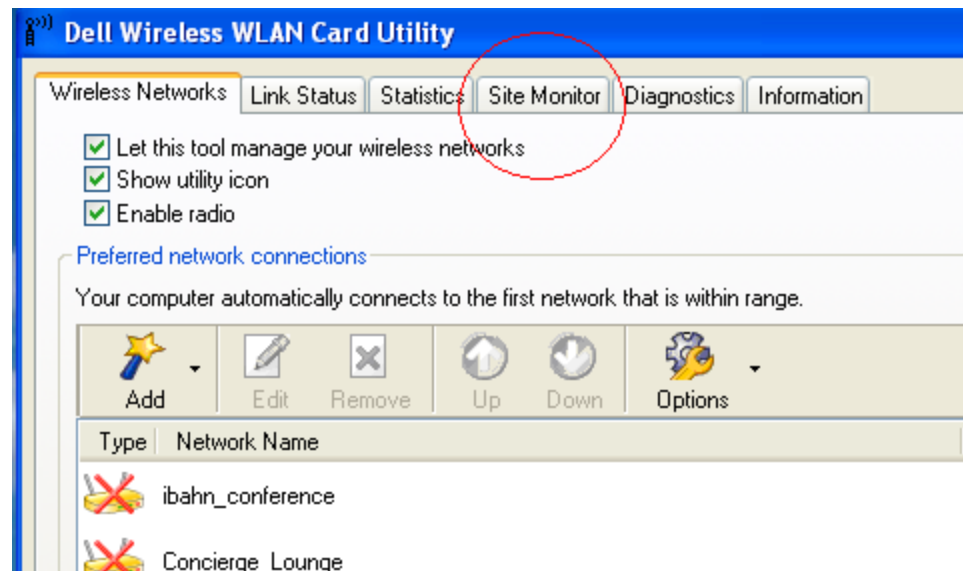 Dell Wireless WLAN Card Utility
Wireless Networks Link Status Statistics Site Monitor Diagnostics Information
Let this tool manage your wireless networks
Show utility icon
Enable radio
Preferred network connections
Your computer automatically connects to the first network that is within range.
Add Edit Remove Up Down Options
Type Network Name
ibahn_conference
Concierge_Lounge